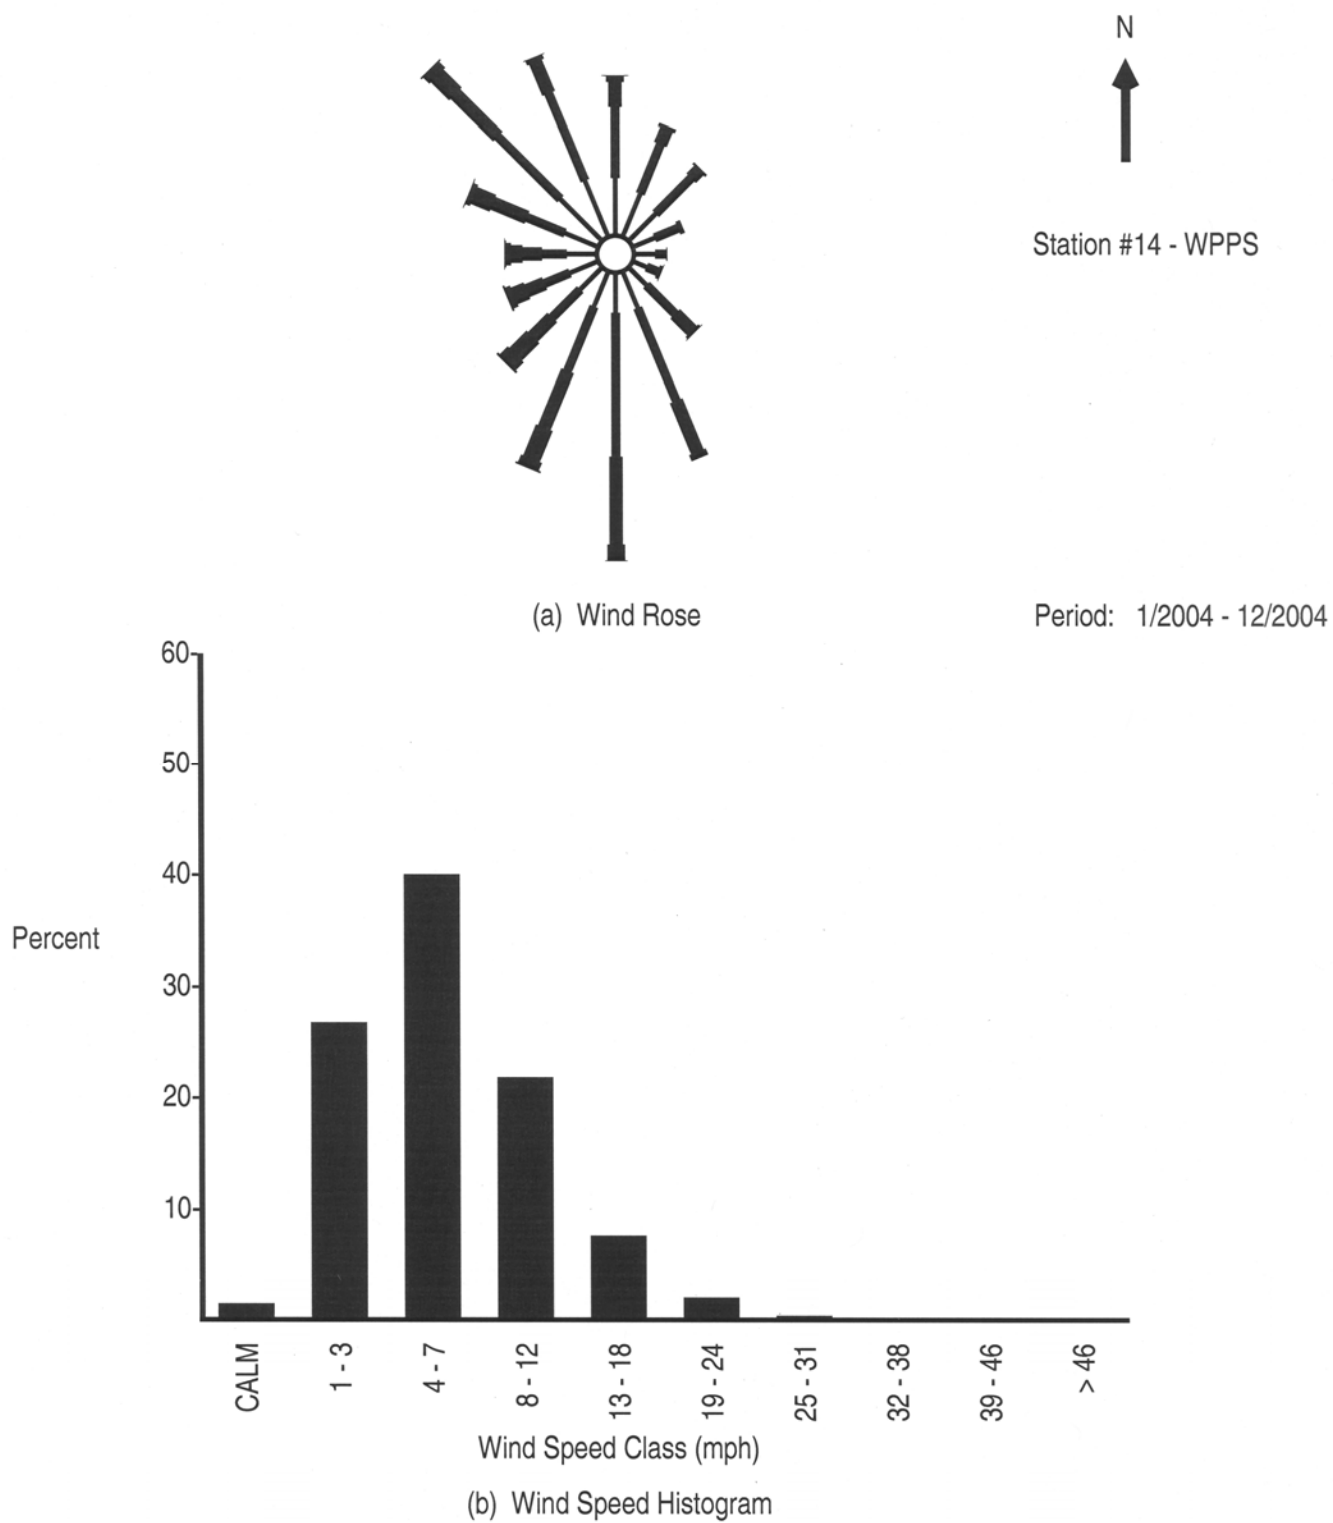 N
Station #14 - WPPS
(a) Wind Rose
Period: 1/2004 - 12/2004
60
50
40
Percent
30
20
10
CALM
1 - 3
4 - 7
8 - 12
13 - 18
19 - 24
25 - 31
32 - 38
39 - 46
> 46
Wind Speed Class (mph)
(b) Wind Speed Histogram